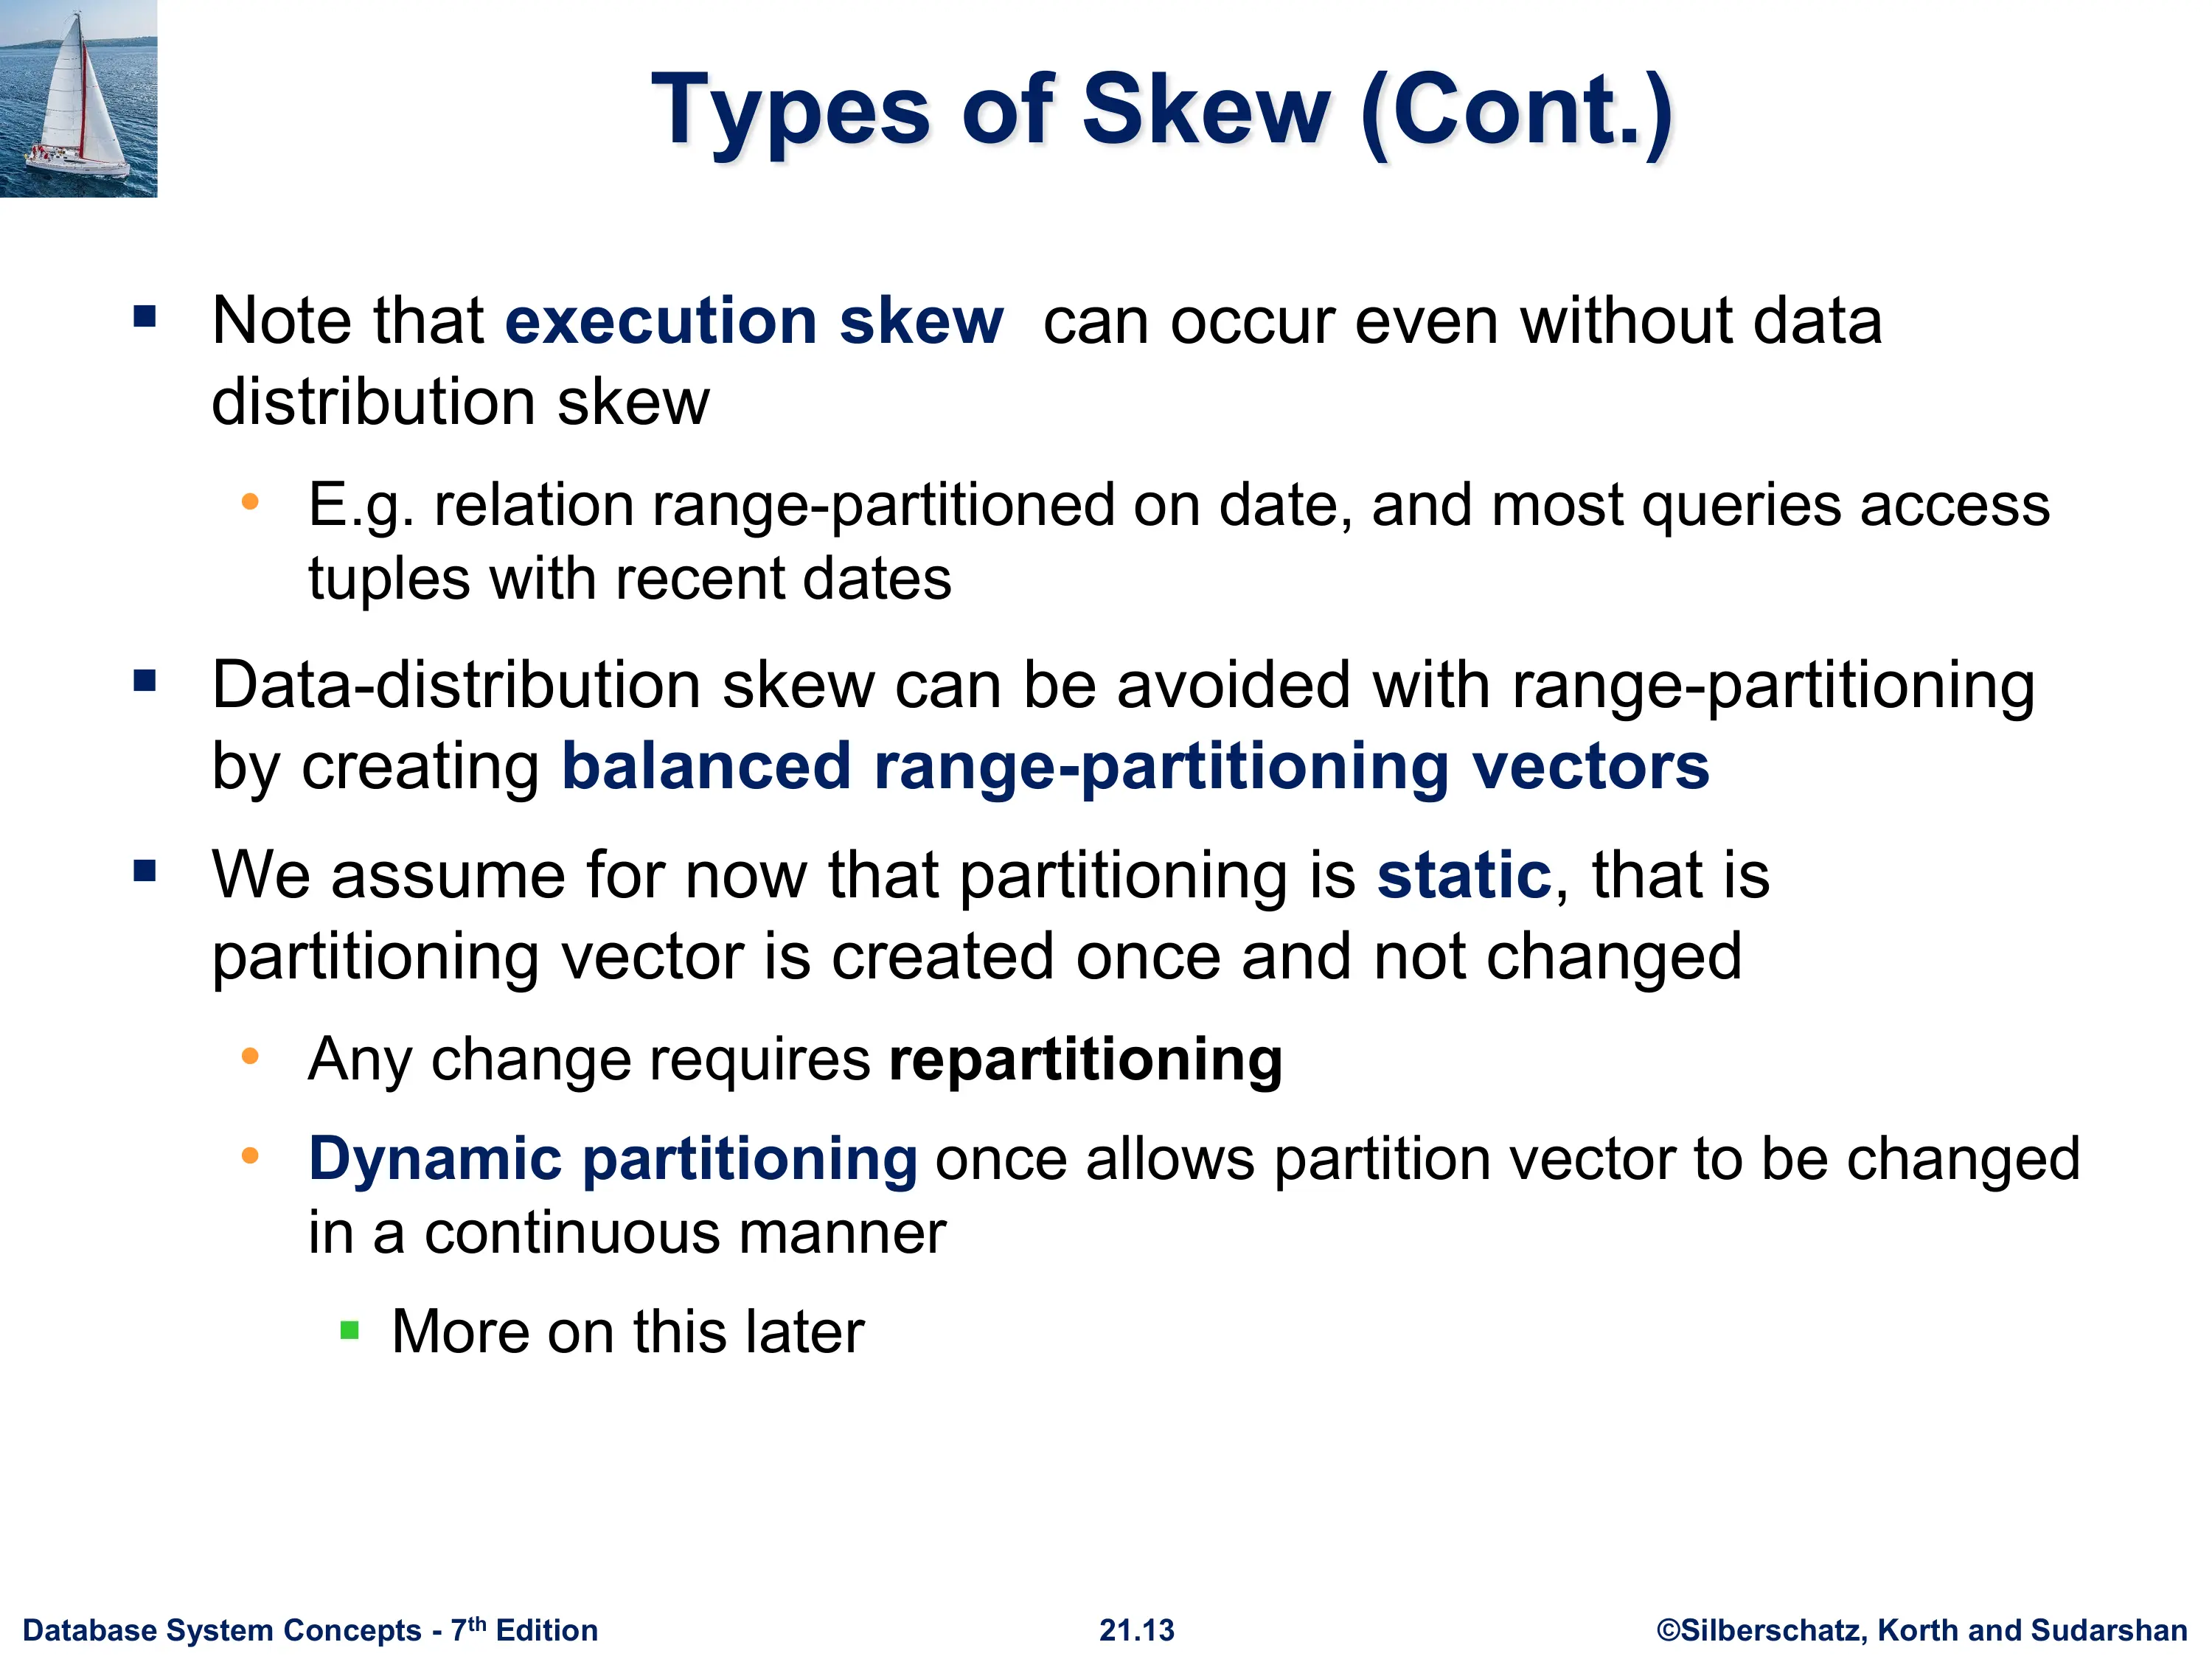 Types of Skew (Cont.)
▪ Note that execution skew can occur even without data
distribution skew
• E.g. relation range-partitioned on date, and most queries access
tuples with recent dates
▪ Data-distribution skew can be avoided with range-partitioning
by creating balanced range-partitioning vectors
▪ We assume for now that partitioning is static, that is
partitioning vector is created once and not changed
• Any change requires repartitioning
• Dynamic partitioning once allows partition vector to be changed
in a continuous manner
▪ More on this later
Database System Concepts - 7th Edition
21.13
©Silberschatz, Korth and Sudarshan